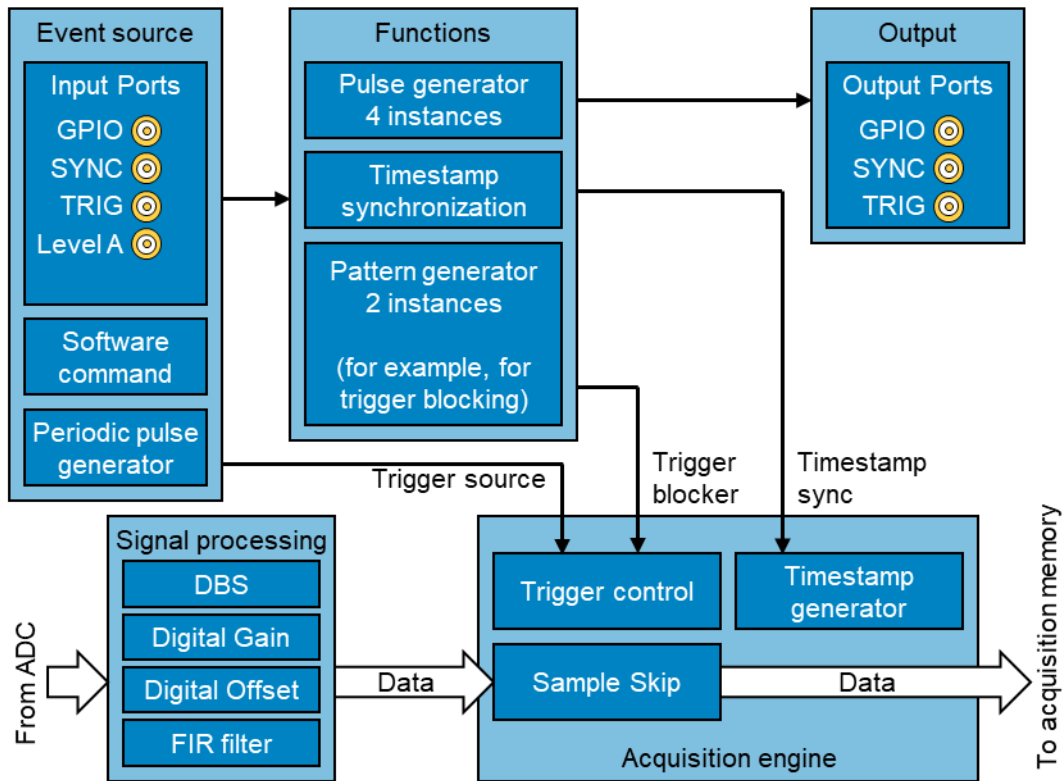 Event source
Input Ports
GPIO
SYNC
TRIG
Level A
Software
command
Periodic pulse
generator
Functions
Pulse generator
4 instances
Timestamp
synchronization
Pattern generator
2 instances
(for example, for
trigger blocking)
Output
Output Ports
GPIO
SYNC
TRIG
Trigger source
Trigger
blocker
Timestamp
sync
From ADC
Signal processing
DBS
Digital Gain
Digital Offset
FIR filter
Data
Trigger control
Timestamp
generator
Sample Skip
Data
Acquisition engine
To acquisition memory